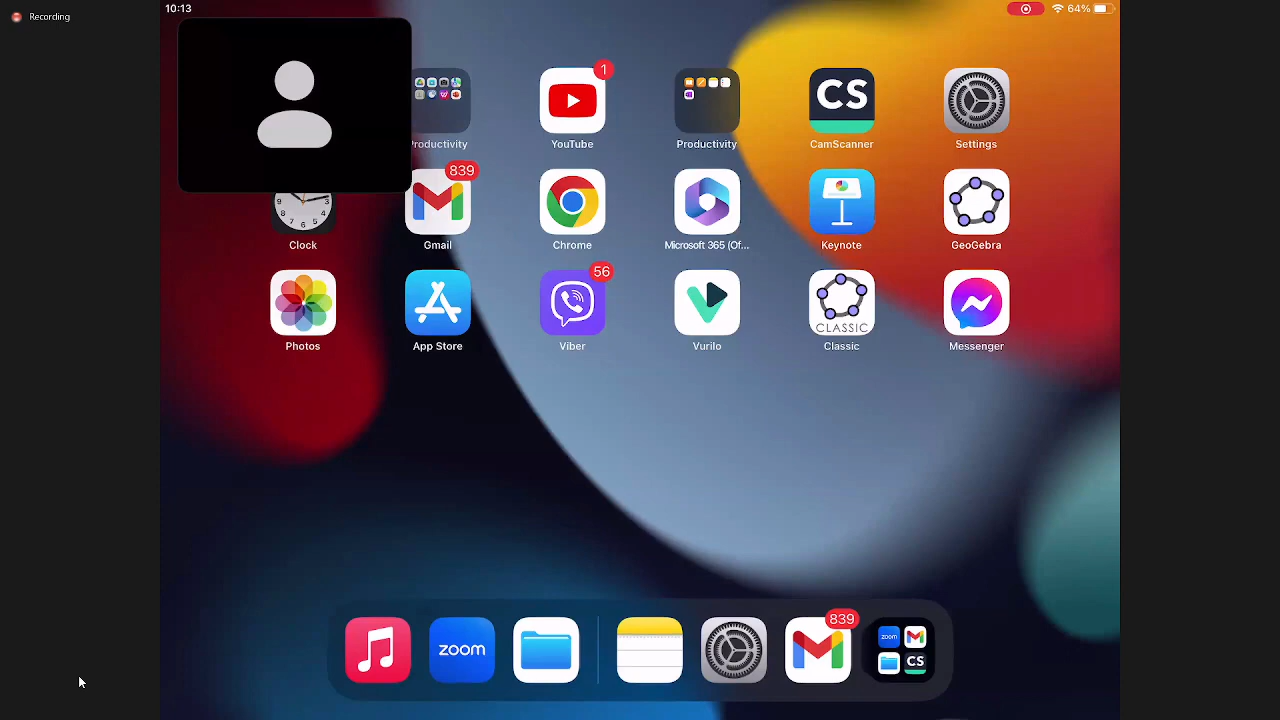 Recording
10:13
64%
Productivity
1
YouTube
Productivity
CS
CamScanner
Settings
Clock
839
Gmail
Chrome
Microsoft 365 (Of...
Keynote
GeoGebra
Photos
App Store
56
Viber
Vurilo
CLASSIC
Classic
Messenger
zoom
839
zoom
CS